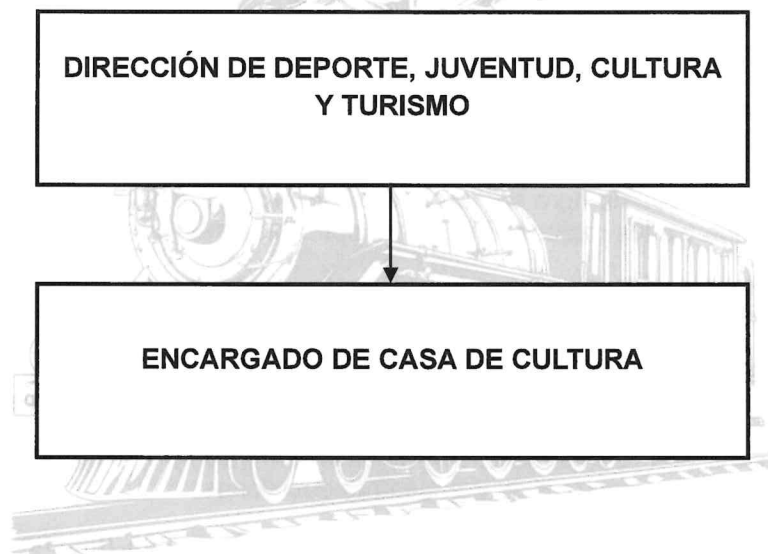 DIRECCIÓN DE DEPORTE, JUVENTUD, CULTURA
Y TURISMO
ENCARGADO DE CASA DE CULTURA